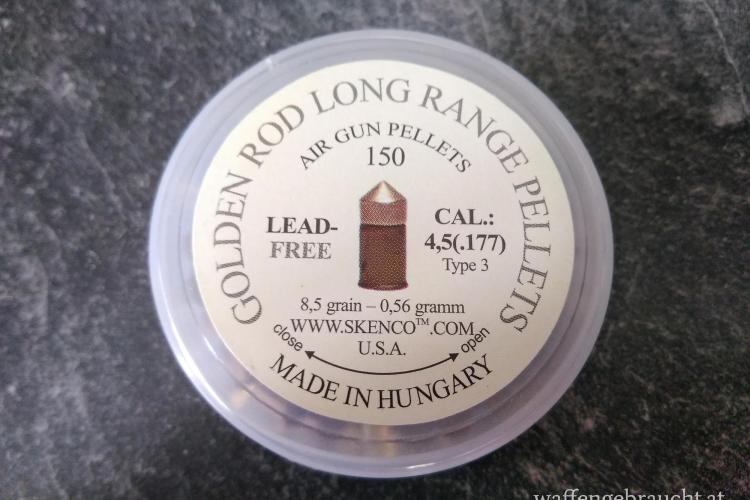 GOLDEN ROD LONG RANGE PELLETS
AIR GUN PELLETS
150
LEAD-
FREE
CAL.:
4,5(.177)
Type 3
8,5 grain – 0,56 gramm
WWW.SKENCO™.COM
U.S.A.
close
open
MADE IN HUNGARY
waffengebraucht.at